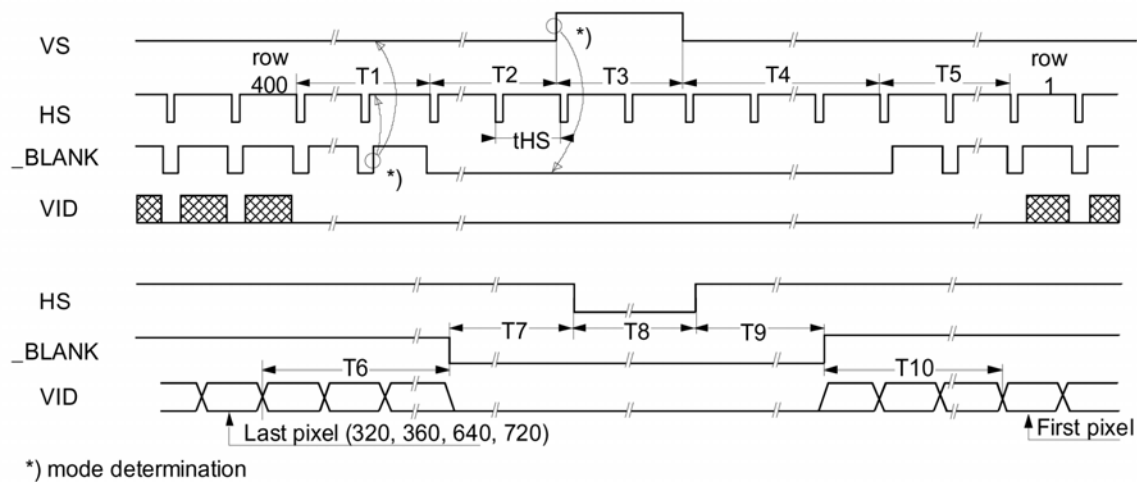 VS
*)
row
400
T1
T2
T3
T4
T5
row
1
HS
tHS
_BLANK
*)
VID
HS
T7
T8
T9
_BLANK
T6
T10
VID
Last pixel (320, 360, 640, 720)
First pixel
*) mode determination